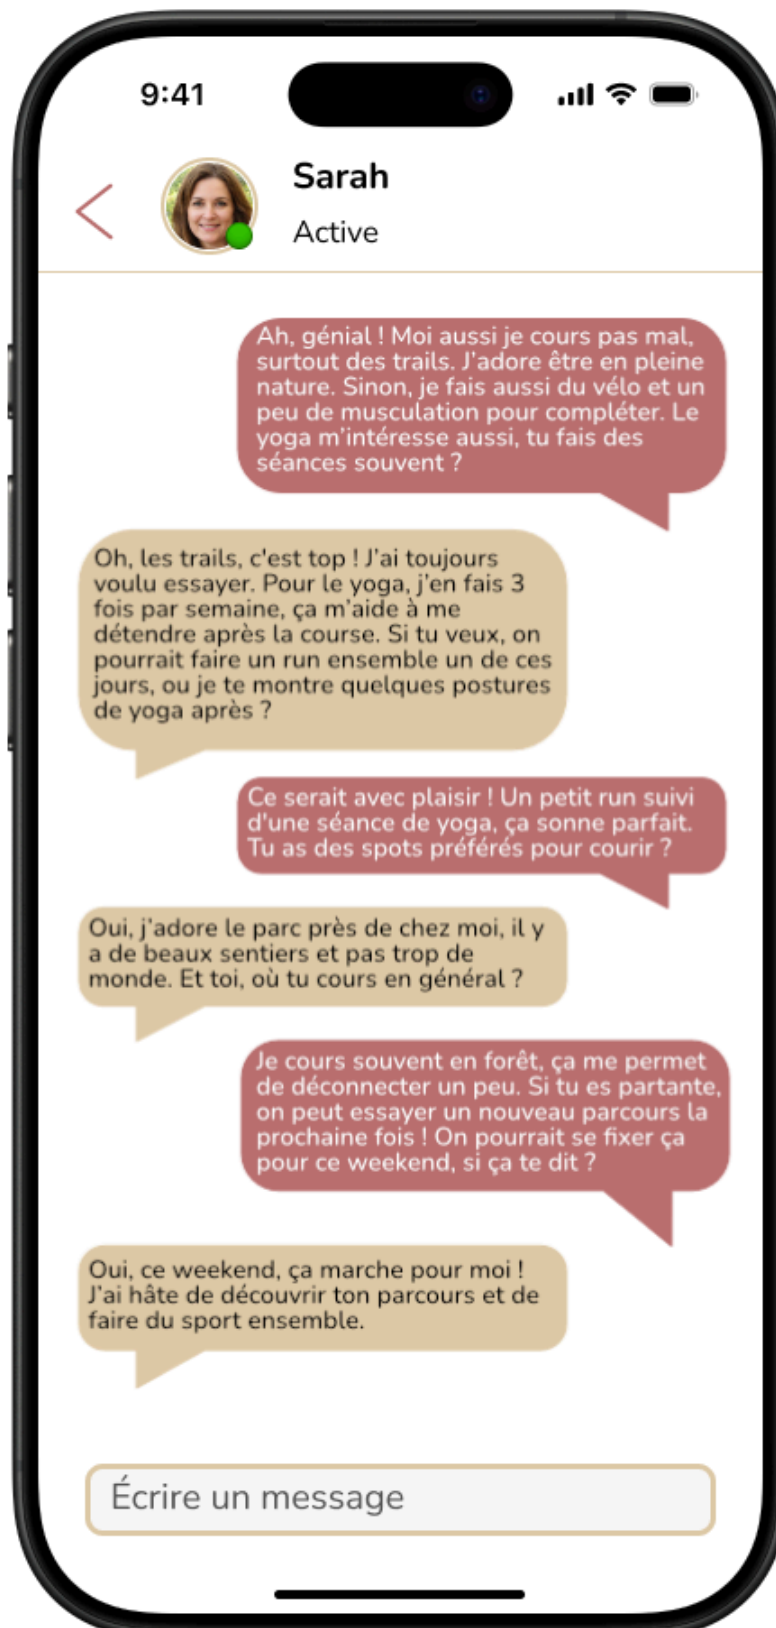 9:41
Sarah
Active
Ah, génial ! Moi aussi je cours pas mal,
surtout des trails. J'adore être en pleine
nature. Sinon, je fais aussi du vélo et un
peu de musculation pour compléter. Le
yoga m'intéresse aussi, tu fais des
séances souvent ?
Oh, les trails, c'est top ! J'ai toujours
voulu essayer. Pour le yoga, j'en fais 3
fois par semaine, ça m'aide à me
détendre après la course. Si tu veux, on
pourrait faire un run ensemble un de ces
jours, ou je te montre quelques postures
de yoga après ?
Ce serait avec plaisir ! Un petit run suivi
d'une séance de yoga, ça sonne parfait.
Tu as des spots préférés pour courir ?
Oui, j'adore le parc près de chez moi, il y
a de beaux sentiers et pas trop de
monde. Et toi, où tu cours en général ?
Je cours souvent en forêt, ça me permet
de déconnecter un peu. Si tu es partante,
on peut essayer un nouveau parcours la
prochaine fois ! On pourrait se fixer ça
pour ce weekend, si ça te dit ?
Oui, ce weekend, ça marche pour moi !
J'ai hâte de découvrir ton parcours et de
faire du sport ensemble.
Écrire un message